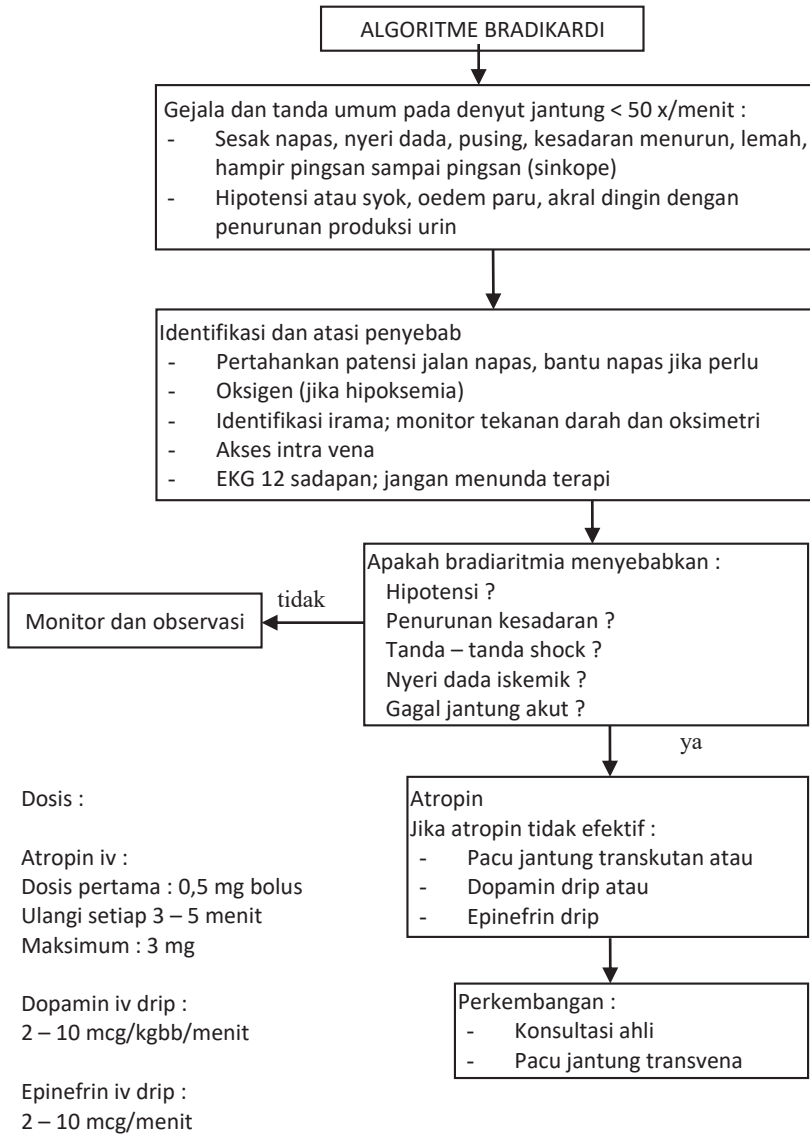 ALGORITME BRADIKARDI
Gejala dan tanda umum pada denyut jantung < 50 x/menit :
- Sesak napas, nyeri dada, pusing, kesadaran menurun, lemah,
hampir pingsan sampai pingsan (sinkope)
- Hipotensi atau syok, oedem paru, akral dingin dengan
penurunan produksi urin
Identifikasi dan atasi penyebab
- Pertahankan patensi jalan napas, bantu napas jika perlu
- Oksigen (jika hipoksemia)
- Identifikasi irama; monitor tekanan darah dan oksimetri
- Akses intra vena
- EKG 12 sadapan; jangan menunda terapi
Apakah bradiaritmia menyebabkan :
Hipotensi ?
Penurunan kesadaran ?
Tanda – tanda shock ?
Nyeri dada iskemik ?
Gagal jantung akut ?
tidak
Monitor dan observasi
ya
Atropin
Jika atropin tidak efektif :
- Pacu jantung transkutan atau
- Dopamin drip atau
- Epinefrin drip
Perkembangan :
- Konsultasi ahli
- Pacu jantung transvena
Dosis :
Atropin iv :
Dosis pertama : 0,5 mg bolus
Ulangi setiap 3 – 5 menit
Maksimum : 3 mg
Dopamin iv drip :
2 – 10 mcg/kgbb/menit
Epinefrin iv drip :
2 – 10 mcg/menit